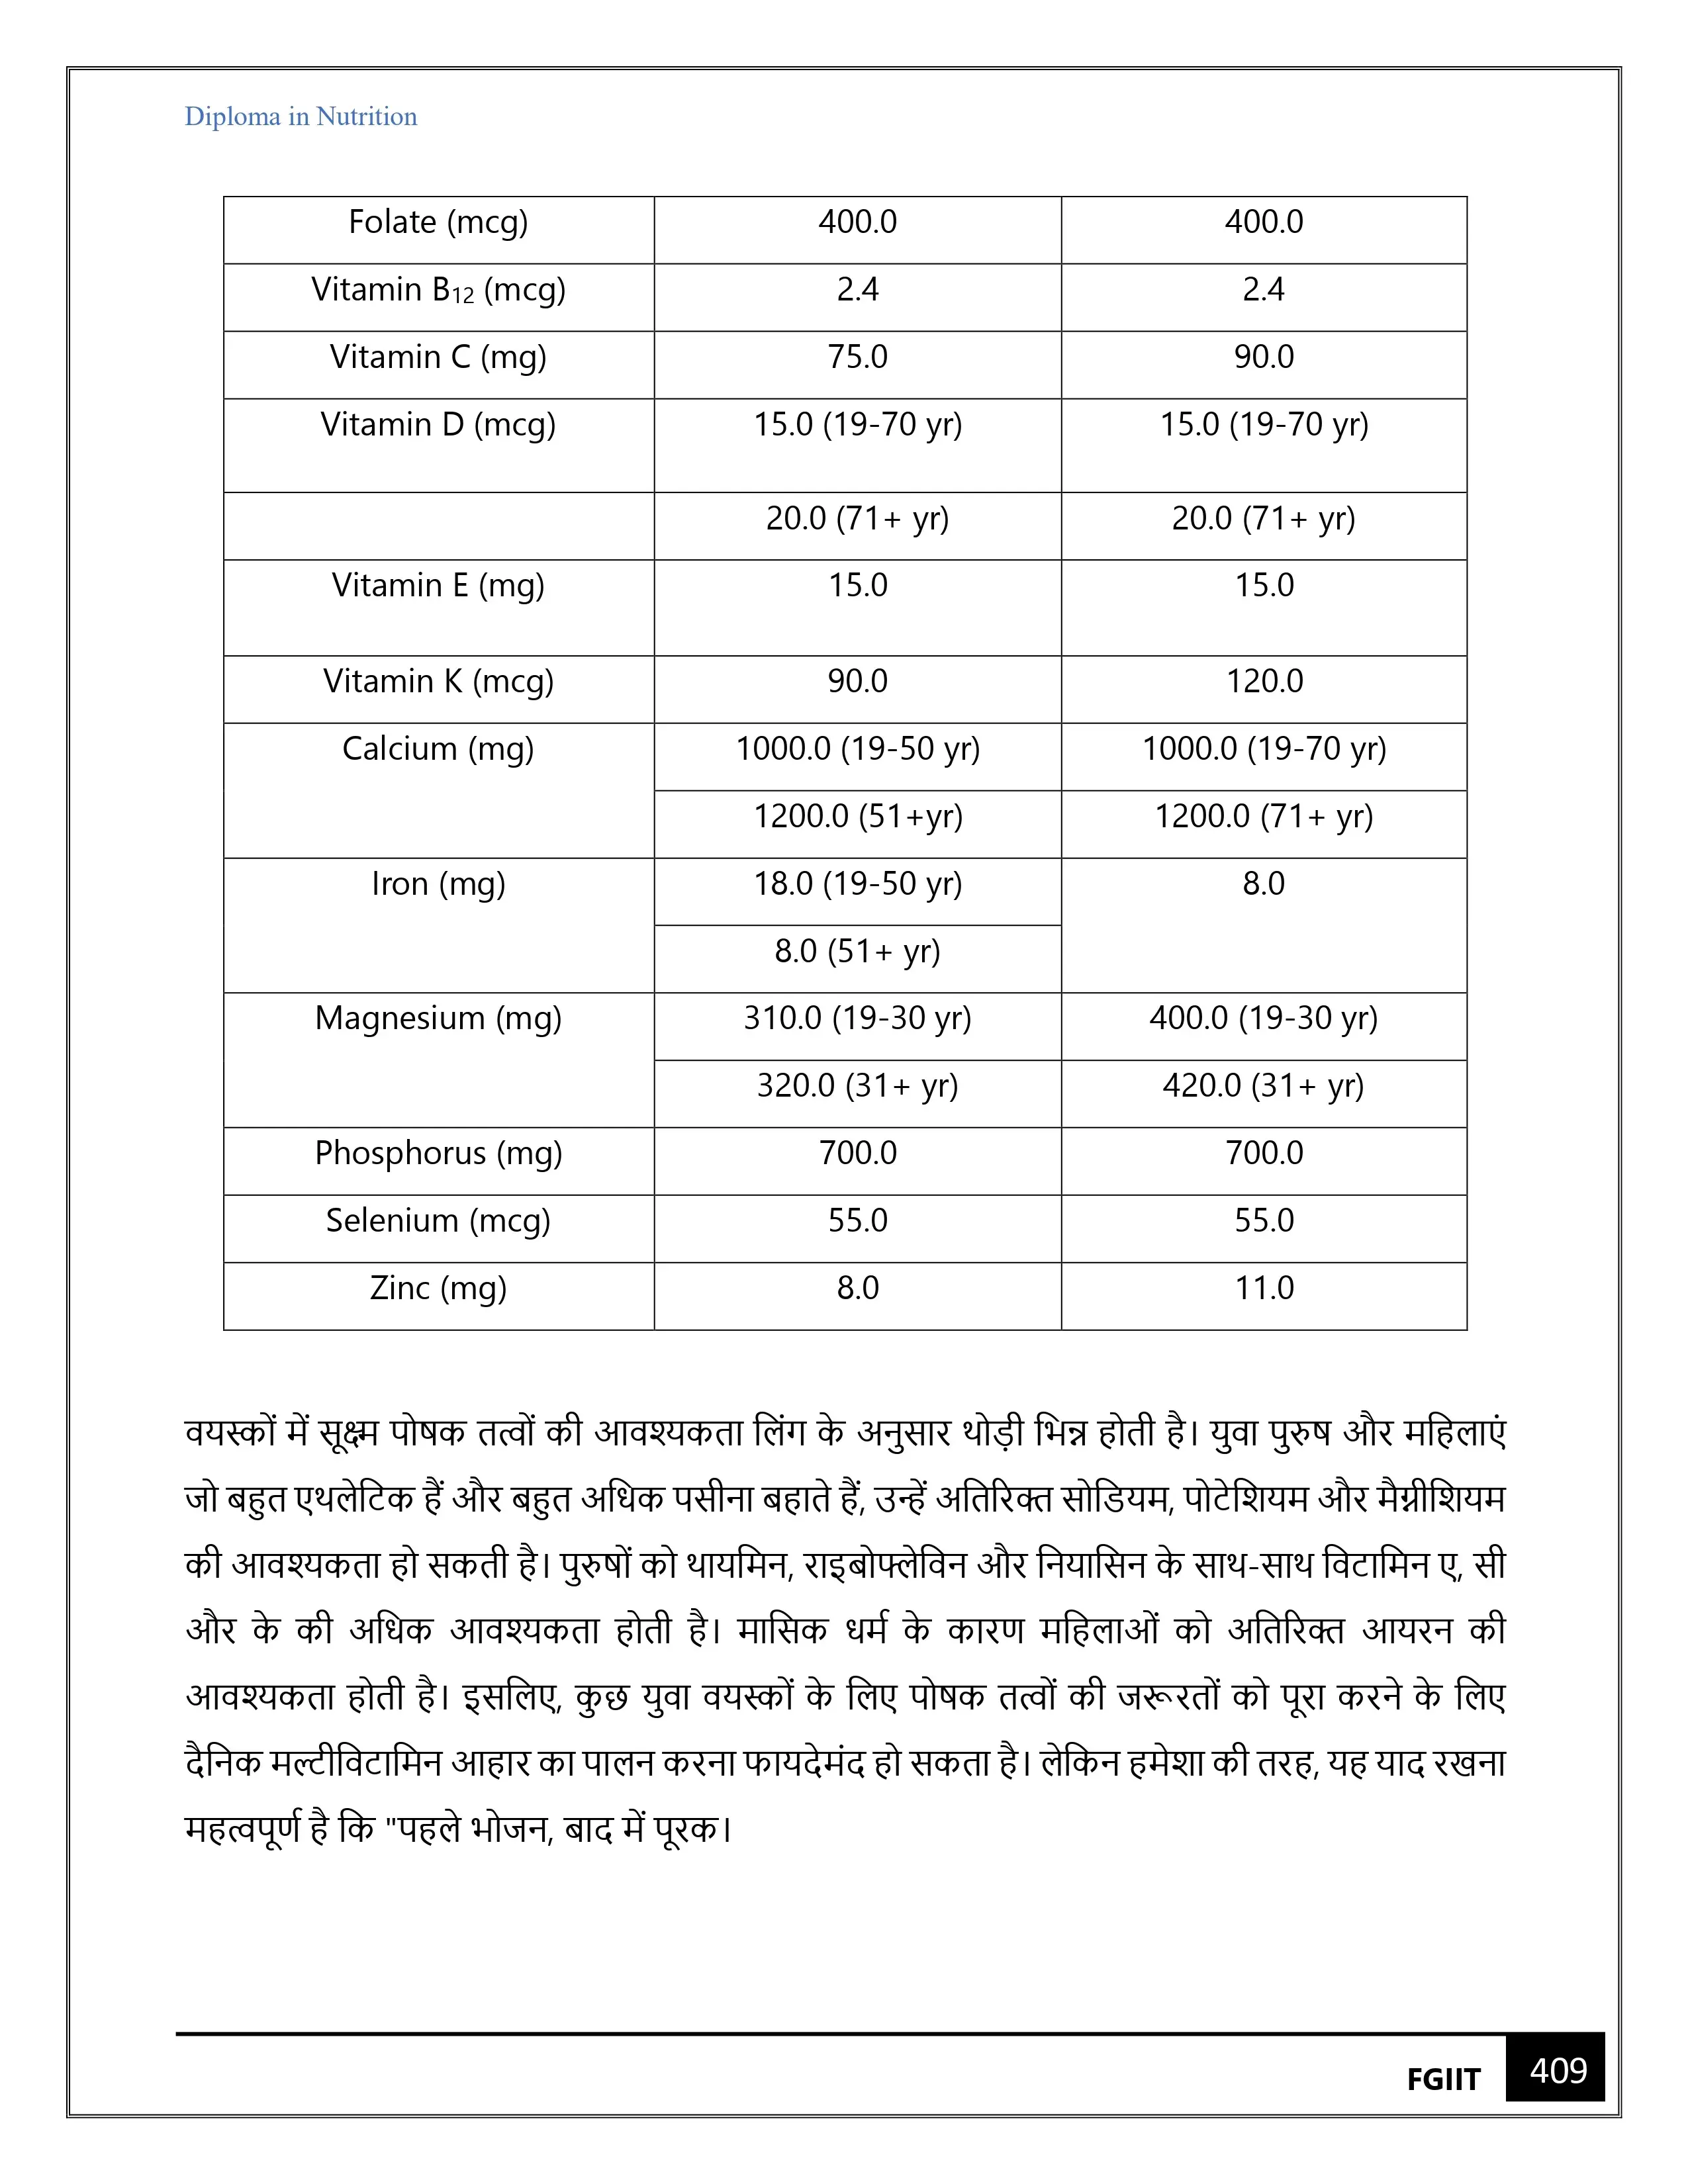 Diploma in Nutrition
Folate (mcg) 400.0 400.0
Vitamin B12 (mcg) 2.4 2.4
Vitamin C (mg) 75.0 90.0
Vitamin D (mcg) 15.0 (19-70 yr) 15.0 (19-70 yr)
20.0 (71+ yr) 20.0 (71+ yr)
Vitamin E (mg) 15.0 15.0
Vitamin K (mcg) 90.0 120.0
Calcium (mg) 1000.0 (19-50 yr) 1000.0 (19-70 yr)
1200.0 (51+yr) 1200.0 (71+ yr)
Iron (mg) 18.0 (19-50 yr) 8.0
8.0 (51+ yr)
Magnesium (mg) 310.0 (19-30 yr) 400.0 (19-30 yr)
320.0 (31+ yr) 420.0 (31+ yr)
Phosphorus (mg) 700.0 700.0
Selenium (mcg) 55.0 55.0
Zinc (mg) 8.0 11.0
वयस्कों में सूक्ष्म पोषक तत्वों की आवश्यकता लिंग के अनुसार थोड़ी भिन्न होती है। युवा पुरुष और महिलाएं
जो बहुत एथलेटिक हैं और बहुत अधिक पसीना बहाते हैं, उन्हें अतिरिक्त सोडियम, पोटेशियम और मैग्नीशियम
की आवश्यकता हो सकती है। पुरुषों को थायमिन, राइबोफ्लेविन और नियासिन के साथ-साथ विटामिन ए, सी
और के की अधिक आवश्यकता होती है। मासिक धर्म के कारण महिलाओं को अतिरिक्त आयरन की
आवश्यकता होती है। इसलिए, कुछ युवा वयस्कों के लिए पोषक तत्वों की जरूरतों को पूरा करने के लिए
दैनिक मल्टीविटामिन आहार का पालन करना फायदेमंद हो सकता है। लेकिन हमेशा की तरह, यह याद रखना
महत्वपूर्ण है कि "पहले भोजन, बाद में पूरक।
FGIIT 409